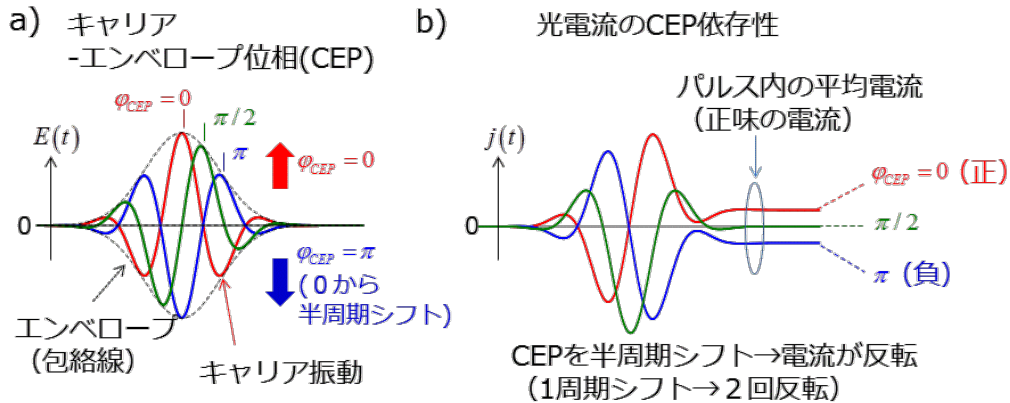 a)
キャリア
-エンベロープ位相(CEP)
φCEP = 0
π / 2
π
E(t)
φCEP = 0
0
φCEP = π
(０から
半周期シフト)
エンベロープ
(包絡線)
キャリア振動
b)
光電流のCEP依存性
パルス内の平均電流
（正味の電流）
j(t)
φCEP = 0 (正)
0
π / 2
π (負)
CEPを半周期シフト→電流が反転
（1周期シフト→２回反転）